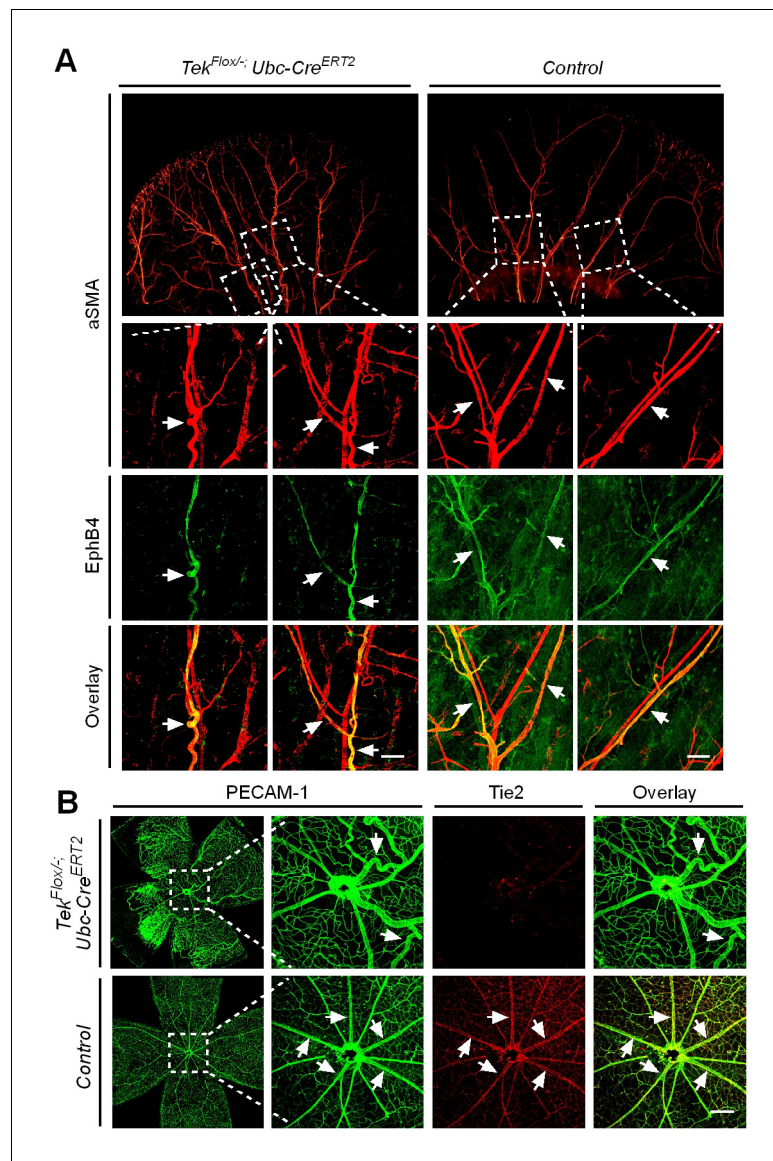 A
Tek^Flox/-; Ubc-Cre^ERT2
Control
aSMA
EphB4
Overlay
B
PECAM-1
Tie2
Overlay
Tek^Flox/-;
Ubc-Cre^ERT2
Control